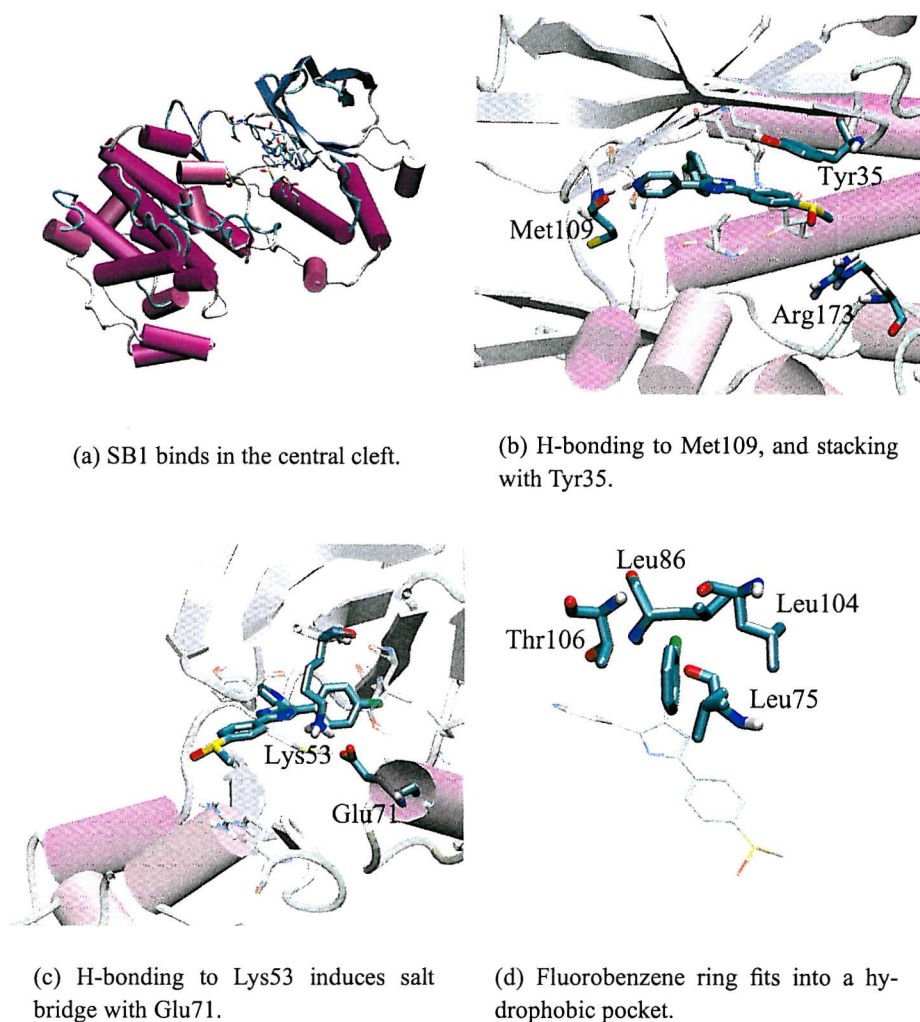 Tyr35
Met109
Arg173
(a) SB1 binds in the central cleft.
(b) H-bonding to Met109, and stacking
with Tyr35.
Leu86
Leu104
Thr106
Leu75
Lys53
Glu71
(c) H-bonding to Lys53 induces salt
bridge with Glu71.
(d) Fluorobenzene ring fits into a hy-
drophobic pocket.